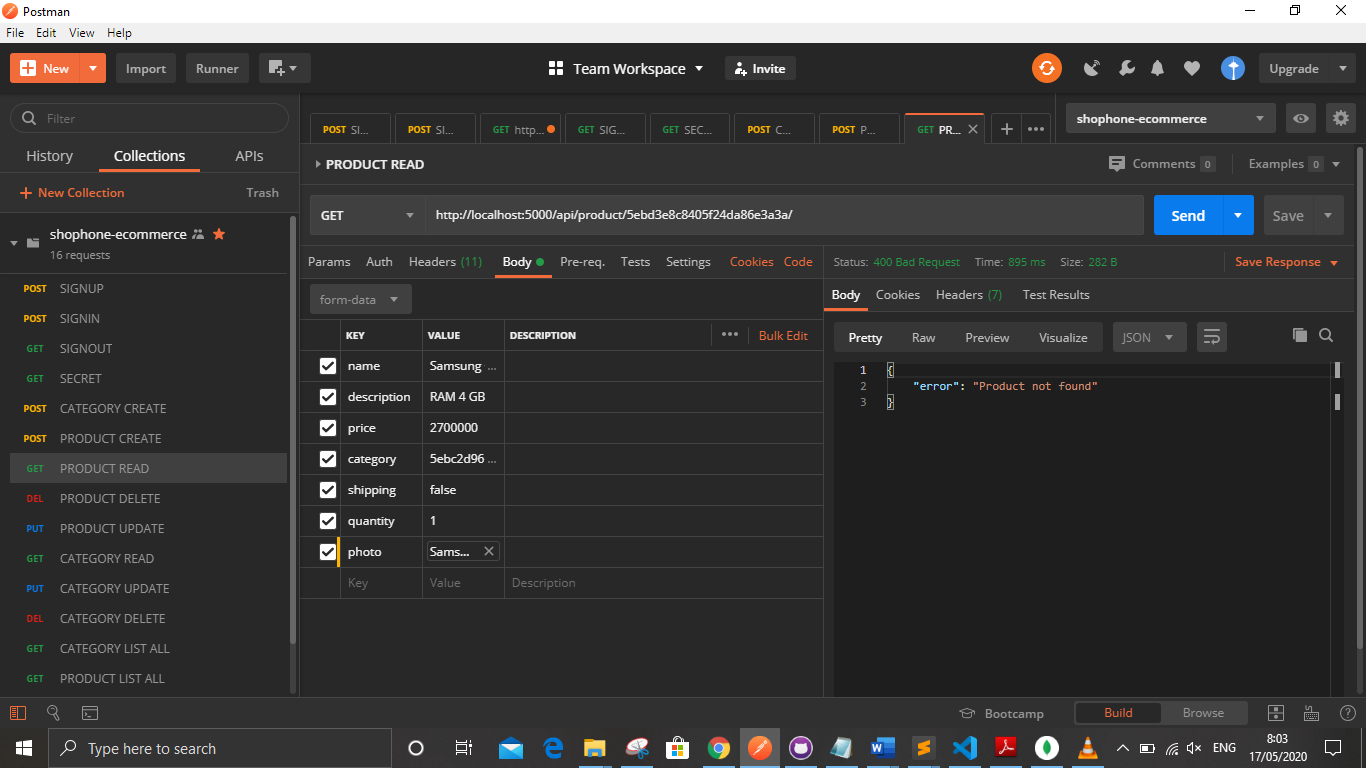 Postman
File Edit View Help
New Import Runner Team Workspace Invite Upgrade
Filter
History Collections APIs
New Collection Trash
shophone-ecommerce
16 requests
POST SIGNUP
POST SIGNIN
GET SIGNOUT
GET SECRET
POST CATEGORY CREATE
POST PRODUCT CREATE
GET PRODUCT READ
DEL PRODUCT DELETE
PUT PRODUCT UPDATE
GET CATEGORY READ
PUT CATEGORY UPDATE
DEL CATEGORY DELETE
GET CATEGORY LIST ALL
GET PRODUCT LIST ALL
POST SI... POST SI... GET http... GET SIG... GET SEC... POST C... POST P... GET PR...
shophone-ecommerce
PRODUCT READ Comments 0 Examples 0
GET http://localhost:5000/api/product/5ebd3e8c8405f24da86e3a3a/ Send Save
Params Auth Headers (11) Body Pre-req. Tests Settings Cookies Code
form-data
KEY VALUE DESCRIPTION ... Bulk Edit
name Samsung ...
description RAM 4 GB
price 2700000
category 5ebc2d96 ...
shipping false
quantity 1
photo Sams...
Key Value Description
Status: 400 Bad Request Time: 895 ms Size: 282 B Save Response
Body Cookies Headers (7) Test Results
Pretty Raw Preview Visualize JSON
1 {
2 "error": "Product not found"
3 }
Bootcamp Build Browse
Type here to search
ENG
8:03
17/05/2020